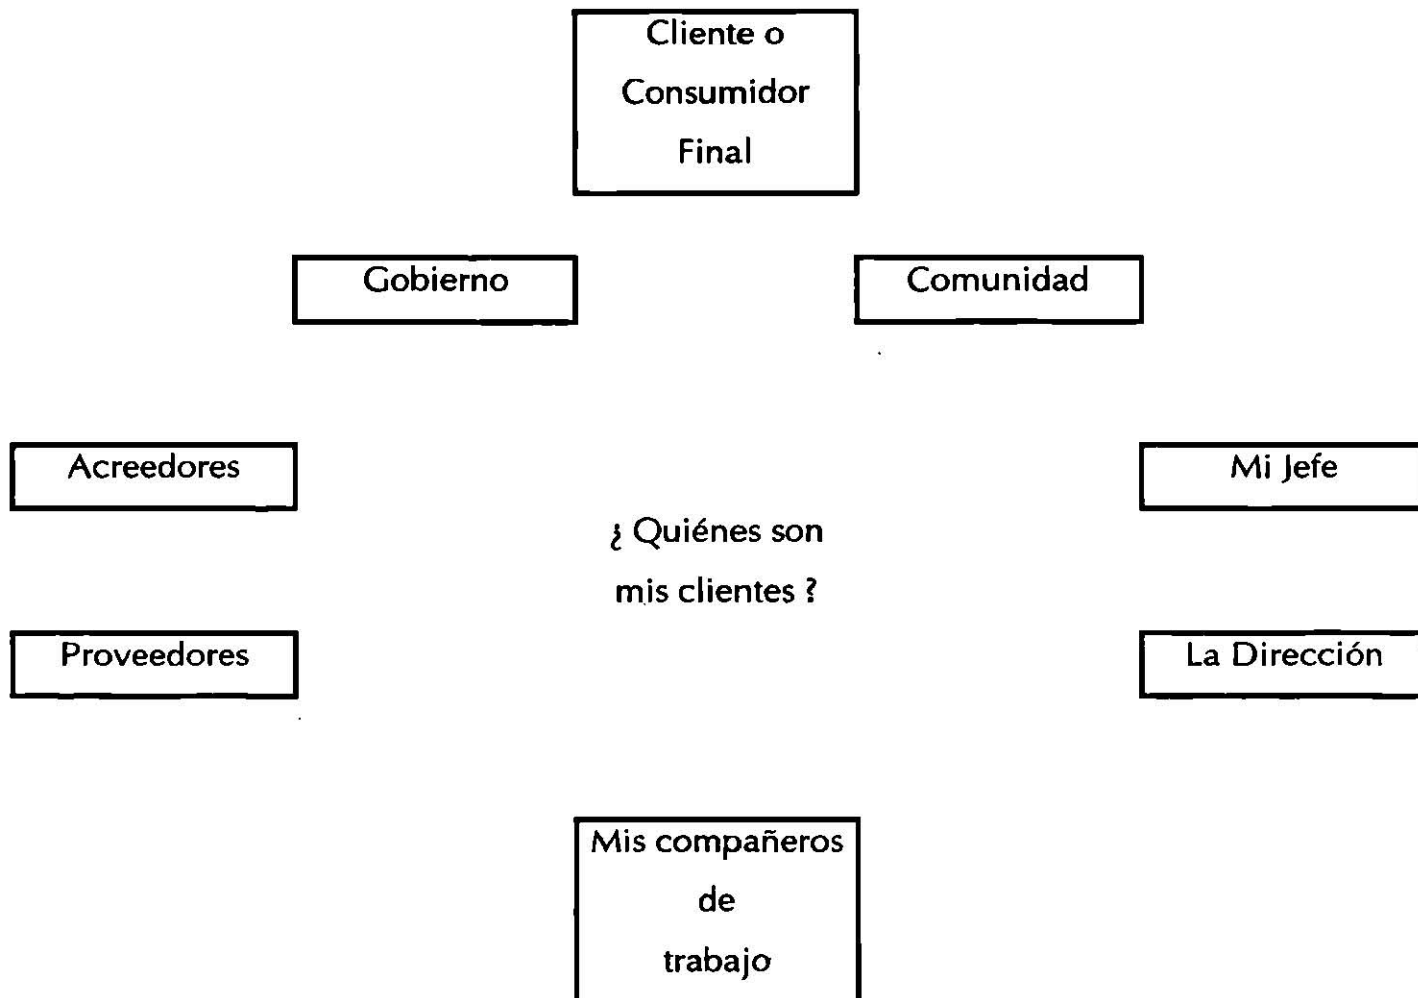 Cliente o
Consumidor
Final
Gobierno
Comunidad
Acreedores
Mi Jefe
¿ Quiénes son
mis clientes ?
Proveedores
La Dirección
Mis compañeros
de
trabajo